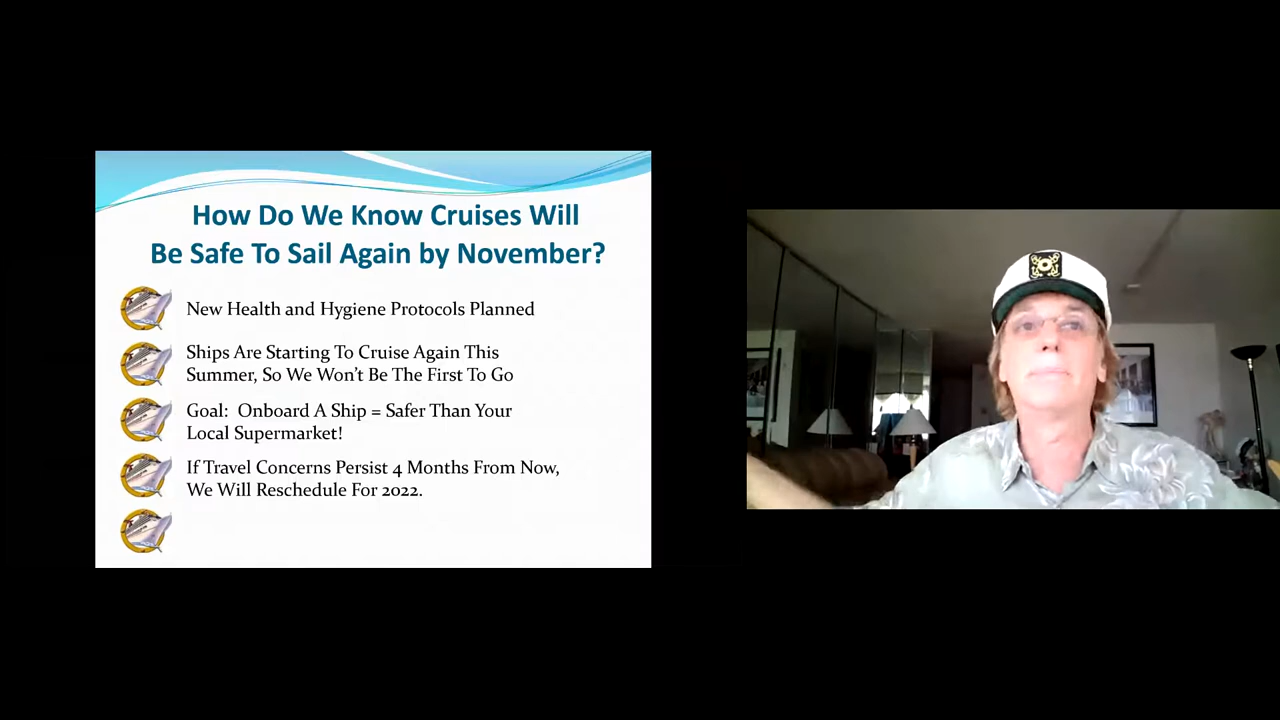 How Do We Know Cruises Will
Be Safe To Sail Again by November?
New Health and Hygiene Protocols Planned
Ships Are Starting To Cruise Again This
Summer, So We Won't Be The First To Go
Goal:  Onboard A Ship = Safer Than Your
Local Supermarket!
If Travel Concerns Persist 4 Months From Now,
We Will Reschedule For 2022.